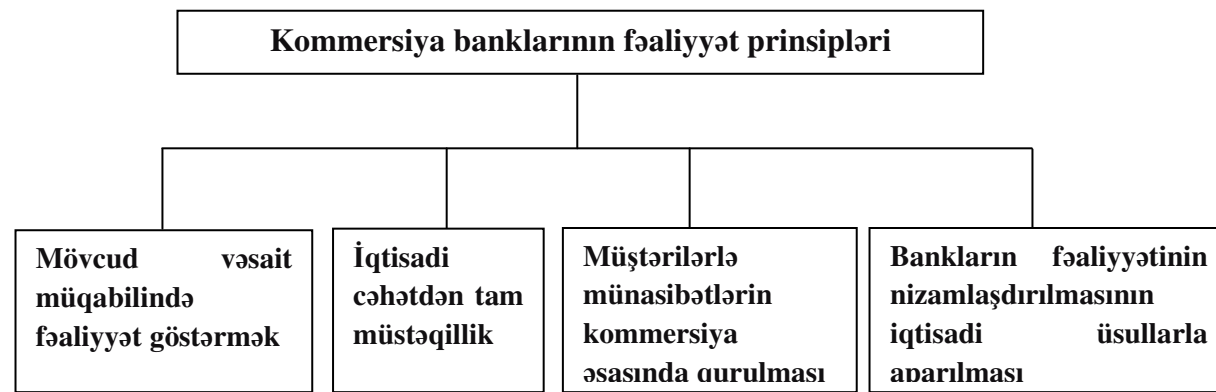 Kommersiya banklarının fəaliyyət prinsipləri
Mövcud vəsait
müqabilində
fəaliyyət göstərmək
İqtisadi
cəhətdən tam
müstəqillik
Müştərilərlə
münasibətlərin
kommersiya
əsasında qurulması
Bankların fəaliyyətinin
nizamlaşdırılmasının
iqtisadi üsullarla
aparılması